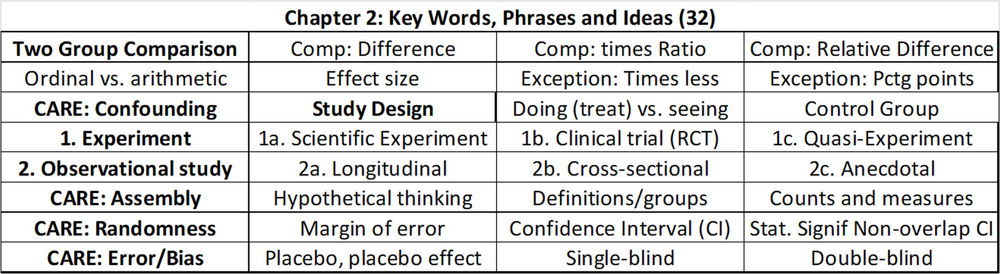 Chapter 2: Key Words, Phrases and Ideas (32)
Two Group Comparison Comp: Difference Comp: times Ratio Comp: Relative Difference
Ordinal vs. arithmetic Effect size Exception: Times less Exception: Pctg points
CARE: Confounding Study Design Doing (treat) vs. seeing Control Group
1. Experiment 1a. Scientific Experiment 1b. Clinical trial (RCT) 1c. Quasi-Experiment
2. Observational study 2a. Longitudinal 2b. Cross-sectional 2c. Anecdotal
CARE: Assembly Hypothetical thinking Definitions/groups Counts and measures
CARE: Randomness Margin of error Confidence Interval (CI) Stat. Signif Non-overlap CI
CARE: Error/Bias Placebo, placebo effect Single-blind Double-blind